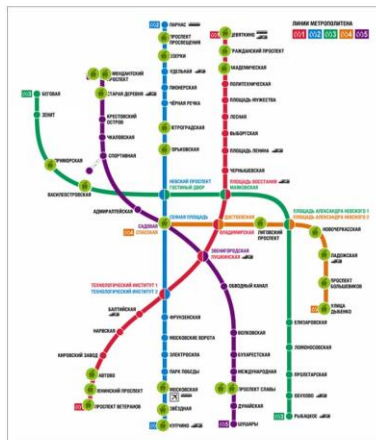 ЛИНИИ МЕТРОПОЛИТЕНА
ПАРНАС
ПРОСПЕКТ
ПРОСВЕЩЕНИЯ
ОЗЕРКИ
УДЕЛЬНАЯ
ПИОНЕРСКАЯ
ЧЁРНАЯ РЕЧКА
ПЕТРОГРАДСКАЯ
ГОРЬКОВСКАЯ
НЕВСКИЙ ПРОСПЕКТ
ГОСТИНЫЙ ДВОР
СЕННАЯ ПЛОЩАДЬ
САДОВАЯ
СПАССКАЯ
ДЕВЯТКИНО
ГРАЖДАНСКИЙ ПРОСПЕКТ
АКАДЕМИЧЕСКАЯ
ПОЛИТЕХНИЧЕСКАЯ
ПЛОЩАДЬ МУЖЕСТВА
ЛЕСНАЯ
ВЫБОРГСКАЯ
ПЛОЩАДЬ ЛЕНИНА
ЧЕРНЫШЕВСКАЯ
ПЛОЩАДЬ ВОССТАНИЯ
МАЯКОВСКАЯ
КОМЕНДАНТСКИЙ
ПРОСПЕКТ
СТАРАЯ ДЕРЕВНЯ
КРЕСТОВСКИЙ
ОСТРОВ
ЧКАЛОВСКАЯ
СПОРТИВНАЯ
АДМИРАЛТЕЙСКАЯ
БЕГОВАЯ
ЗЕНИТ
ПРИМОРСКАЯ
ВАСИЛЕОСТРОВСКАЯ
ДОСТОЕВСКАЯ
ВЛАДИМИРСКАЯ
ЛИГОВСКИЙ
ПРОСПЕКТ
ПЛОЩАДЬ АЛЕКСАНДРА НЕВСКОГО 1
ПЛОЩАДЬ АЛЕКСАНДРА НЕВСКОГО 2
НОВОЧЕРКАССКАЯ
ЛАДОЖСКАЯ
ПРОСПЕКТ
БОЛЬШЕВИКОВ
УЛИЦА
ДЫБЕНКО
ЗВЕНИГОРОДСКАЯ
ПУШКИНСКАЯ
ТЕХНОЛОГИЧЕСКИЙ ИНСТИТУТ 1
ТЕХНОЛОГИЧЕСКИЙ ИНСТИТУТ 2
ОБВОДНЫЙ КАНАЛ
БАЛТИЙСКАЯ
НАРВСКАЯ
КИРОВСКИЙ ЗАВОД
АВТОВО
ЛЕНИНСКИЙ ПРОСПЕКТ
ПРОСПЕКТ ВЕТЕРАНОВ
ФРУНЗЕНСКАЯ
МОСКОВСКИЕ ВОРОТА
ЭЛЕКТРОСИЛА
ПАРК ПОБЕДЫ
МОСКОВСКАЯ
ЗВЁЗДНАЯ
КУПЧИНО
ВОЛКОВСКАЯ
БУХАРЕСТСКАЯ
МЕЖДУНАРОДНАЯ
ПРОСПЕКТ СЛАВЫ
ДУНАЙСКАЯ
ШУШАРЫ
ЕЛИЗАРОВСКАЯ
ЛОМОНОСОВСКАЯ
ПРОЛЕТАРСКАЯ
ОБУХОВО
РЫБАЦКОЕ